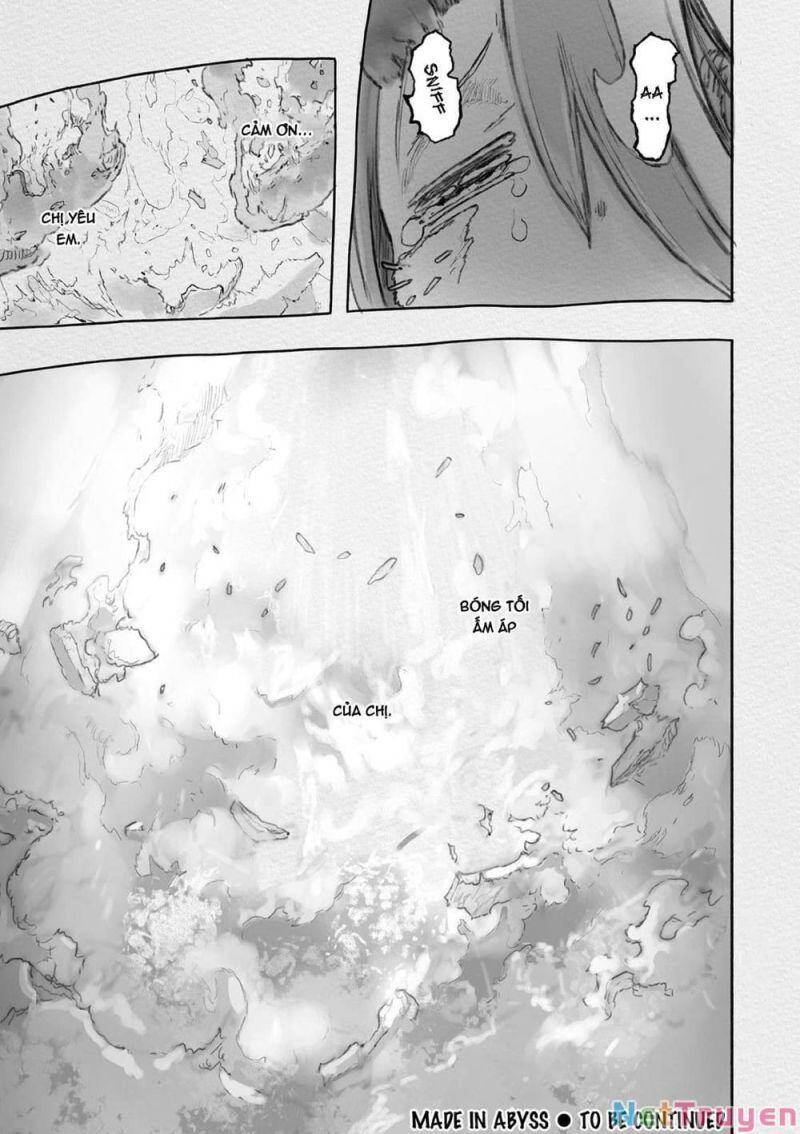 AA
...
SNIFF
CẢM ƠN...
CHỊ YÊU
EM.
BÓNG TỐI
ẤM ÁP
CỦA CHỊ.
MADE IN ABYSS ● TO BE CONTINUED
NetTruyen